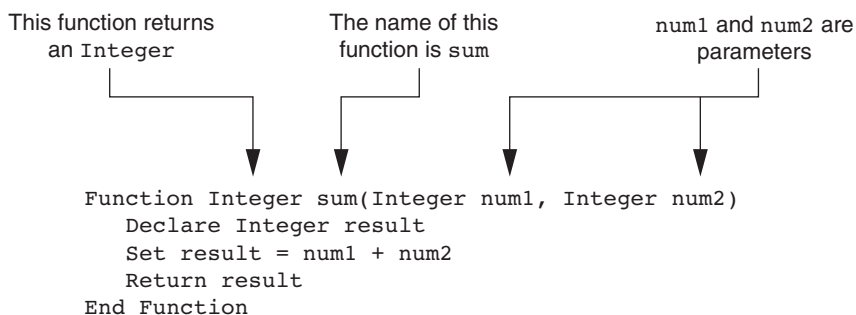 This function returns
an Integer
The name of this
function is sum
num1 and num2 are
parameters
Function Integer sum(Integer num1, Integer num2)
Declare Integer result
Set result = num1 + num2
Return result
End Function